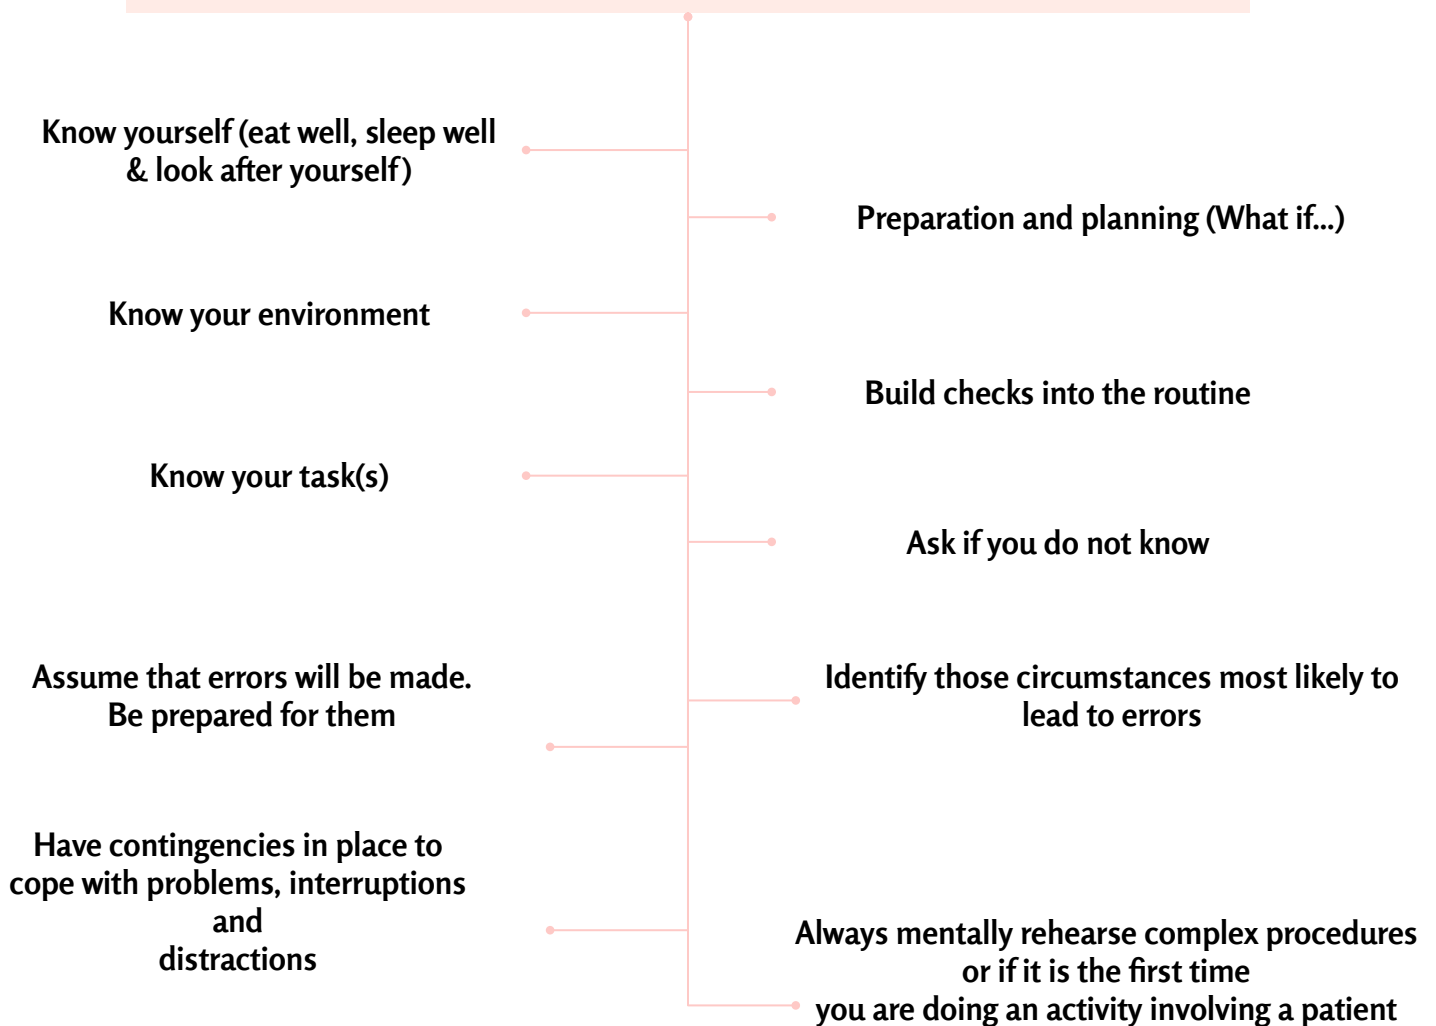 Know yourself (eat well, sleep well
& look after yourself)
Preparation and planning (What if...)
Know your environment
Build checks into the routine
Know your task(s)
Ask if you do not know
Assume that errors will be made.
Be prepared for them
Identify those circumstances most likely to
lead to errors
Have contingencies in place to
cope with problems, interruptions
and
distractions
Always mentally rehearse complex procedures
or if it is the first time
you are doing an activity involving a patient